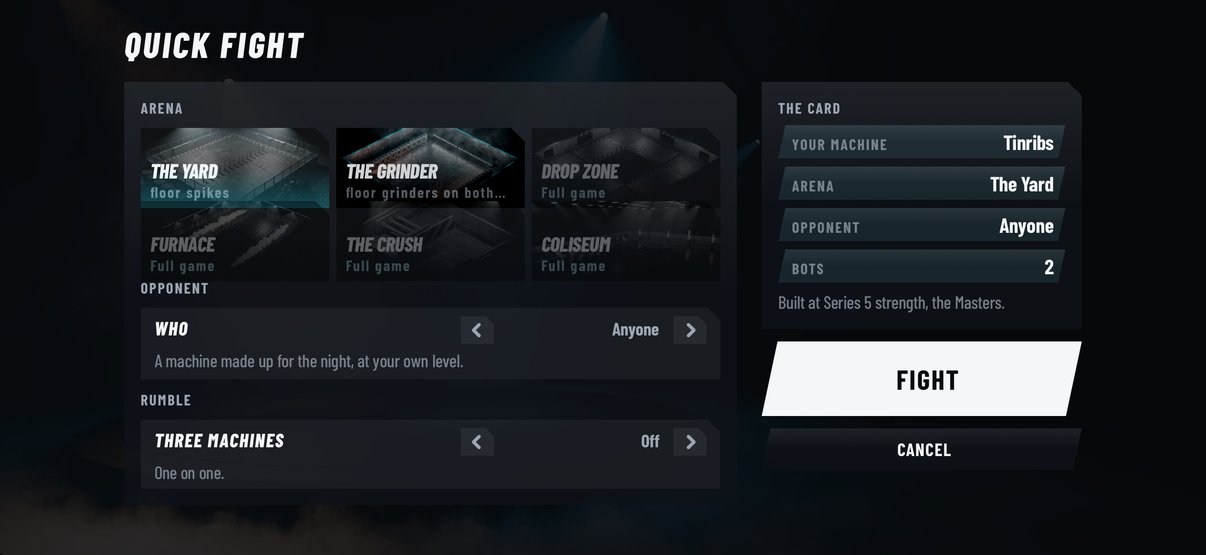 QUICK FIGHT
ARENA
THE YARD
floor spikes
THE GRINDER
floor grinders on both...
DROP ZONE
Full game
FURNACE
Full game
THE CRUSH
Full game
COLISEUM
Full game
OPPONENT
WHO
Anyone
A machine made up for the night, at your own level.
RUMBLE
THREE MACHINES
Off
One on one.
THE CARD
YOUR MACHINE Tinribs
ARENA The Yard
OPPONENT Anyone
BOTS 2
Built at Series 5 strength, the Masters.
FIGHT
CANCEL